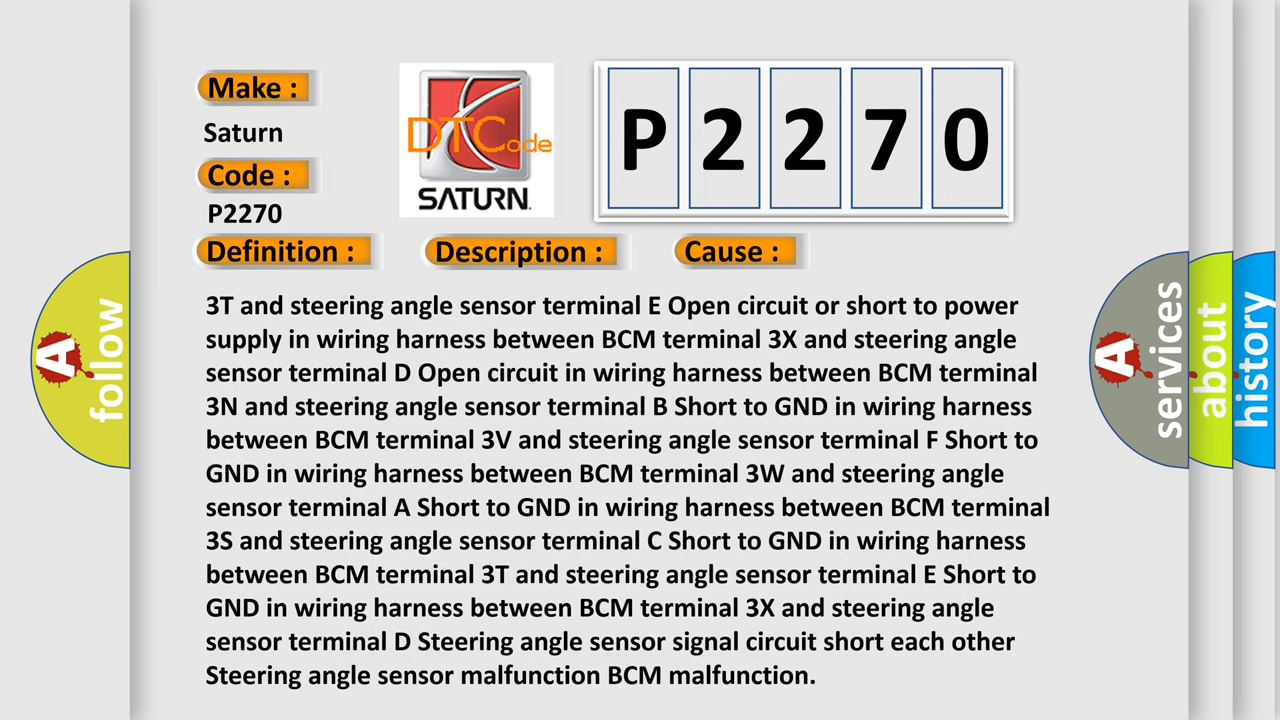 Make :
Saturn
Code :
P2270
DTCode
SATURN
P2270
Definition :
Description :
Cause :
3T and steering angle sensor terminal E Open circuit or short to power
supply in wiring harness between BCM terminal 3X and steering angle
sensor terminal D Open circuit in wiring harness between BCM terminal
3N and steering angle sensor terminal B Short to GND in wiring harness
between BCM terminal 3V and steering angle sensor terminal F Short to
GND in wiring harness between BCM terminal 3W and steering angle
sensor terminal A Short to GND in wiring harness between BCM terminal
3S and steering angle sensor terminal C Short to GND in wiring harness
between BCM terminal 3T and steering angle sensor terminal E Short to
GND in wiring harness between BCM terminal 3X and steering angle
sensor terminal D Steering angle sensor signal circuit short each other
Steering angle sensor malfunction BCM malfunction.
A
follow
A
services
about
history